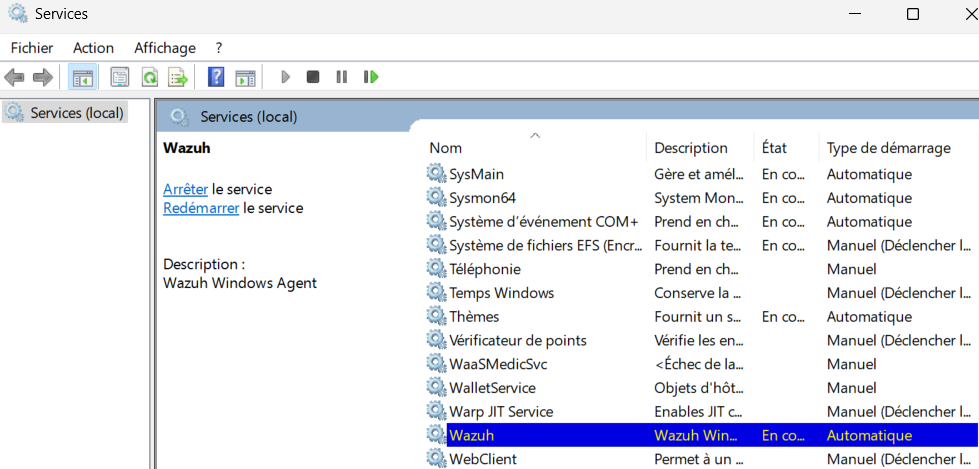 Services
Fichier Action Affichage ?
Services (local)
Services (local)
Wazuh
Arrêter le service
Redémarrer le service
Description :
Wazuh Windows Agent
Nom Description État Type de démarrage
SysMain Gère et amél... En co... Automatique
Sysmon64 System Mon... En co... Automatique
Système d’événement COM+ Prend en ch... En co... Automatique
Système de fichiers EFS (Encr... Fournit la te... En co... Manuel (Déclencher l...
Téléphonie Prend en ch... Manuel
Temps Windows Conserve la ... Manuel (Déclencher l...
Thèmes Fournit un s... En co... Automatique
Vérificateur de points Vérifie les en... Manuel (Déclencher l...
WaaSMedicSvc <Échec de la... Manuel
WalletService Objets d'hôt... Manuel
Warp JIT Service Enables JIT c... Manuel (Déclencher l...
Wazuh Wazuh Win... En co... Automatique
WebClient Permet à un ... Manuel (Déclencher l...